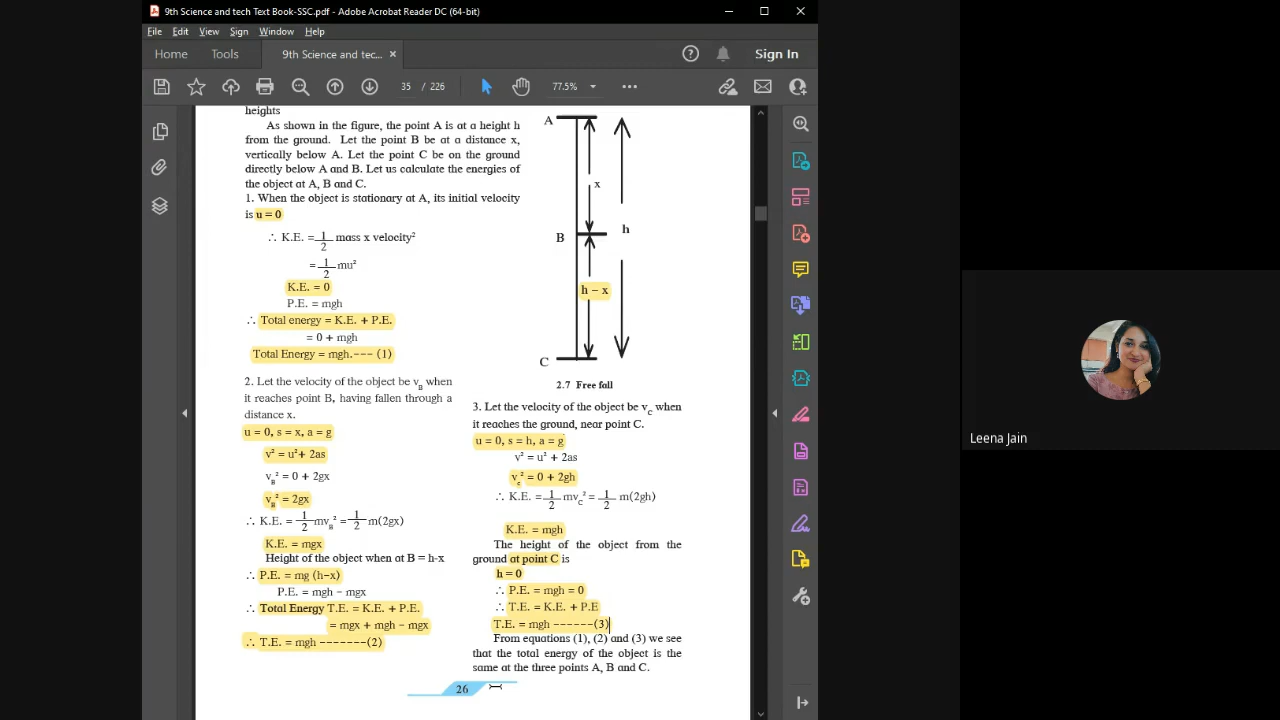 9th Science and tech Text Book-SSC.pdf - Adobe Acrobat Reader DC (64-bit)
File Edit View Sign Window Help
Home Tools 9th Science and tec... × Sign In
35 / 226 77.5%
heights
As shown in the figure, the point A is at a height h
from the ground. Let the point B be at a distance x,
vertically below A. Let the point C be on the ground
directly below A and B. Let us calculate the energies of
the object at A, B and C.
1. When the object is stationary at A, its initial velocity
is u = 0
∴ K.E. = 1/2 mass x velocity²
= 1/2 mu²
K.E. = 0
P.E. = mgh
∴ Total energy = K.E. + P.E.
= 0 + mgh
Total Energy = mgh.--- (1)
2. Let the velocity of the object be v_B when
it reaches point B, having fallen through a
distance x.
u = 0, s = x, a = g
v² = u²+ 2as
v_B² = 0 + 2gx
v_B² = 2gx
∴ K.E. = 1/2 mv_B² = 1/2 m(2gx)
K.E. = mgx
Height of the object when at B = h-x
∴ P.E. = mg (h-x)
P.E. = mgh - mgx
∴ Total Energy T.E. = K.E. + P.E.
= mgx + mgh - mgx
∴ T.E. = mgh -------(2)
A
x
B
h
h - x
C
2.7 Free fall
3. Let the velocity of the object be v_C when
it reaches the ground, near point C.
u = 0, s = h, a = g
v² = u² + 2as
v_c² = 0 + 2gh
∴ K.E. = 1/2 mv_C² = 1/2 m(2gh)
K.E. = mgh
The height of the object from the
ground at point C is
h = 0
∴ P.E. = mgh = 0
∴ T.E. = K.E. + P.E
T.E. = mgh ------(3)
From equations (1), (2) and (3) we see
that the total energy of the object is the
same at the three points A, B and C.
26
Leena Jain